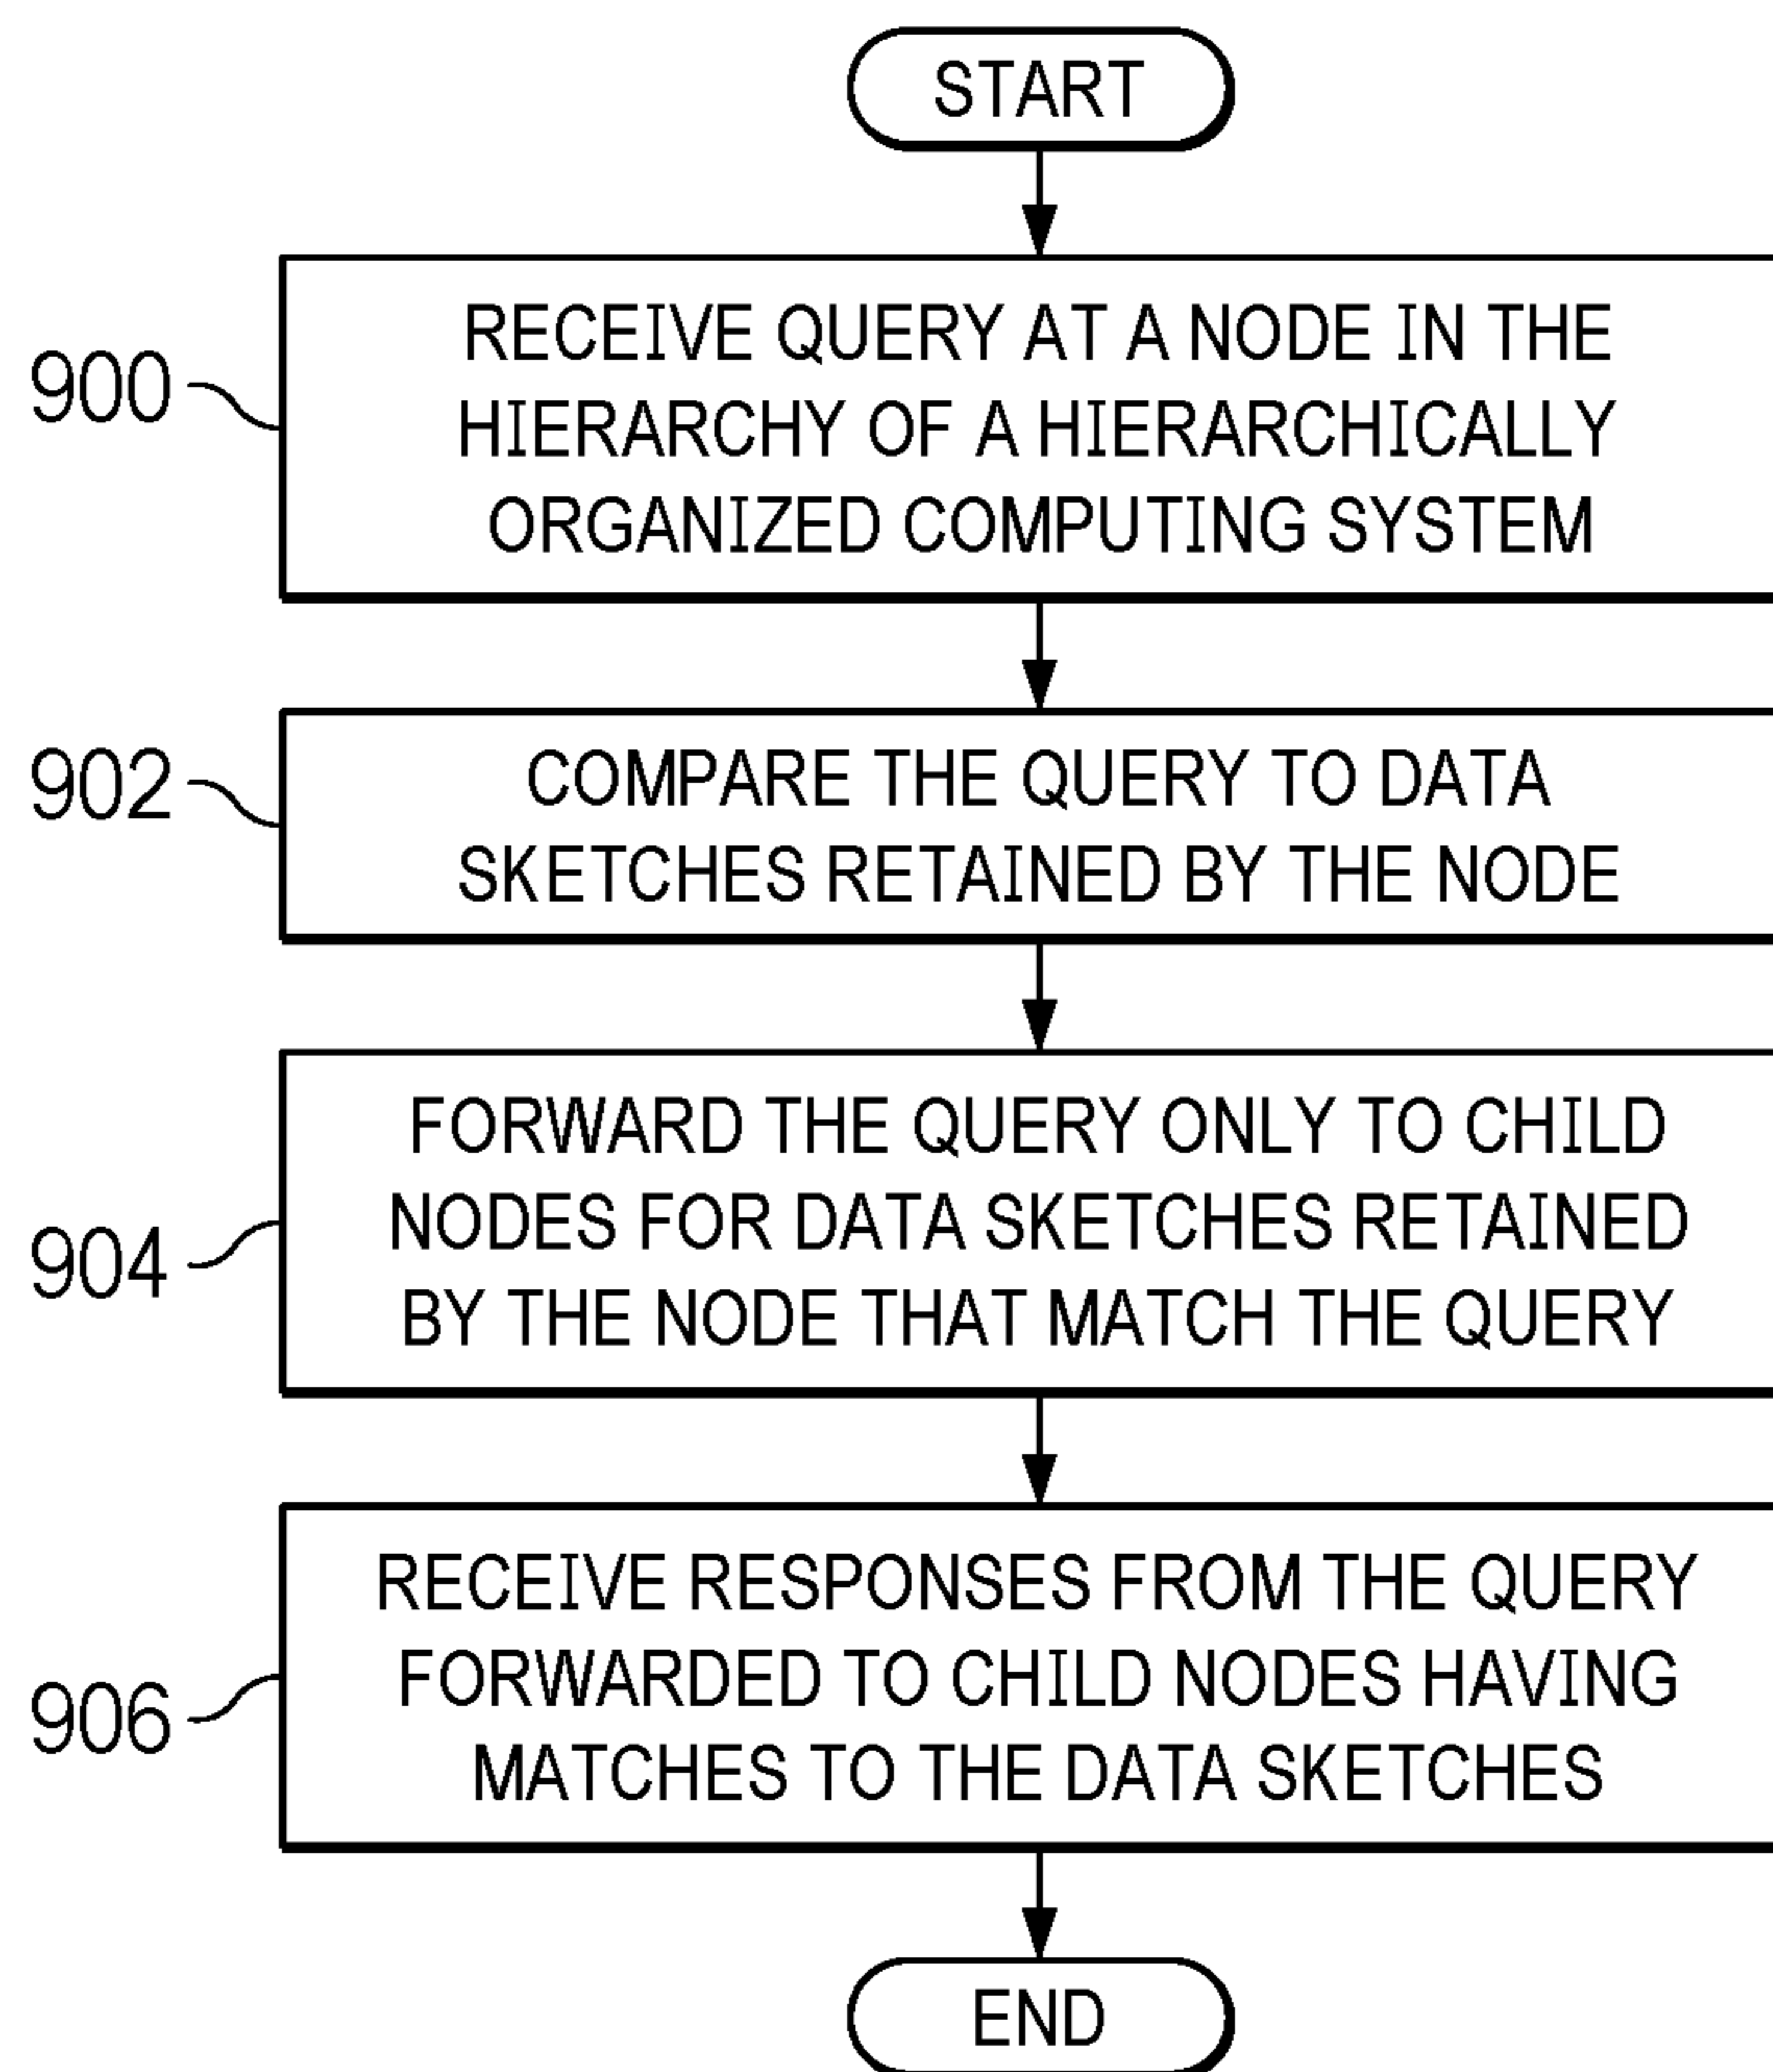 START
900
RECEIVE QUERY AT A NODE IN THE
HIERARCHY OF A HIERARCHICALLY
ORGANIZED COMPUTING SYSTEM
902
COMPARE THE QUERY TO DATA
SKETCHES RETAINED BY THE NODE
904
FORWARD THE QUERY ONLY TO CHILD
NODES FOR DATA SKETCHES RETAINED
BY THE NODE THAT MATCH THE QUERY
906
RECEIVE RESPONSES FROM THE QUERY
FORWARDED TO CHILD NODES HAVING
MATCHES TO THE DATA SKETCHES
END